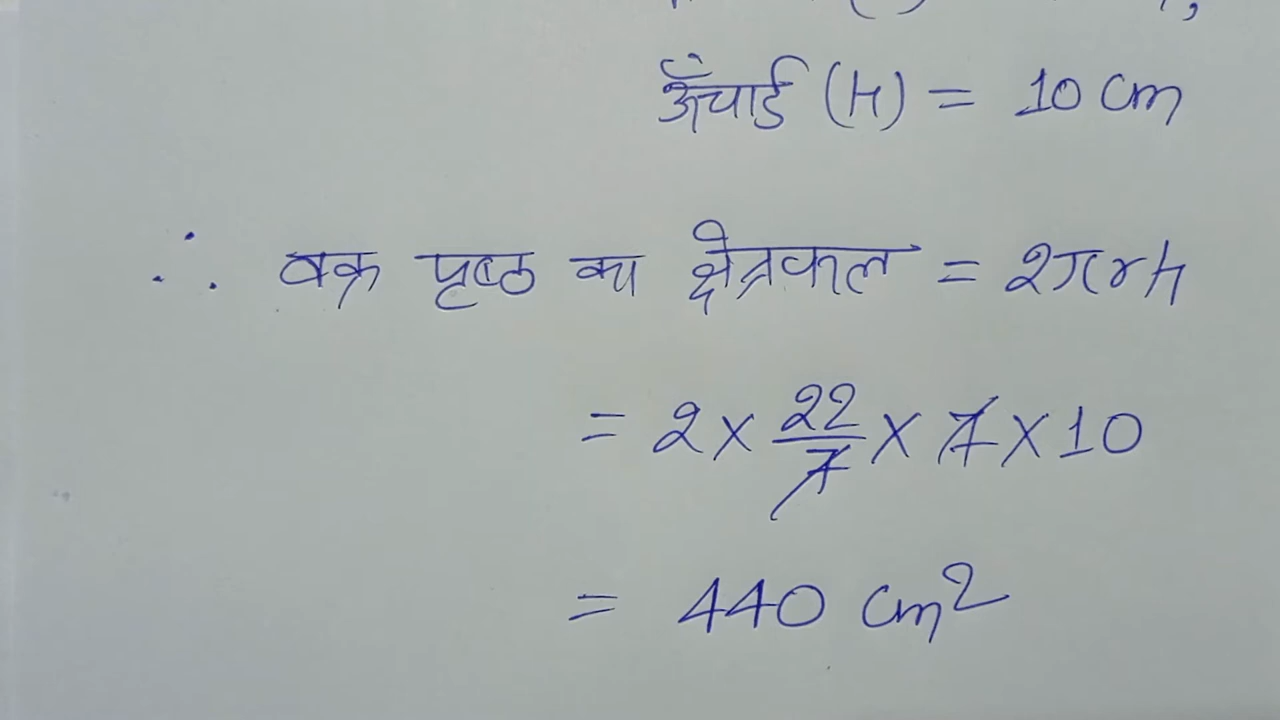 ऊँचाई (h) = 10 cm
∴ वक्र पृष्ठ का क्षेत्रफल = 2πrh
= 2 × 22/7 × 7 × 10
= 440 cm²